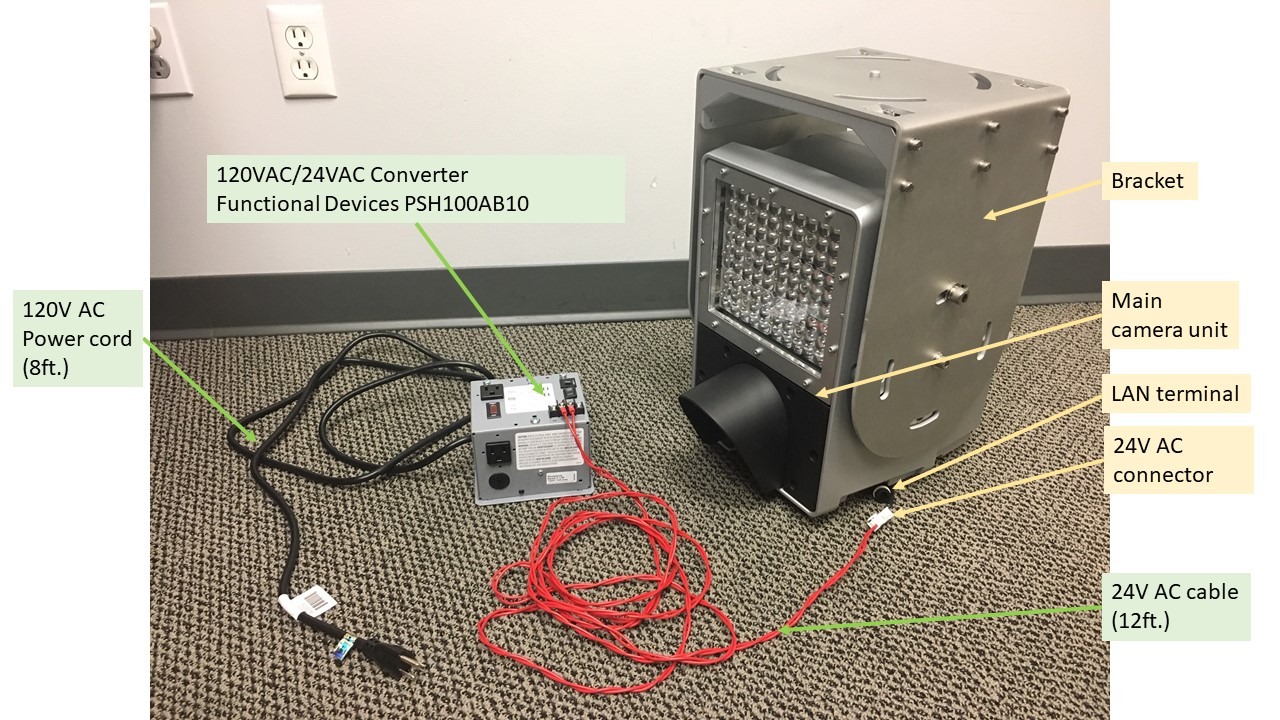 120VAC/24VAC Converter
Functional Devices PSH100AB10
Bracket
120V AC
Power cord
(8ft.)
Main
camera unit
LAN terminal
24V AC
connector
24V AC cable
(12ft.)